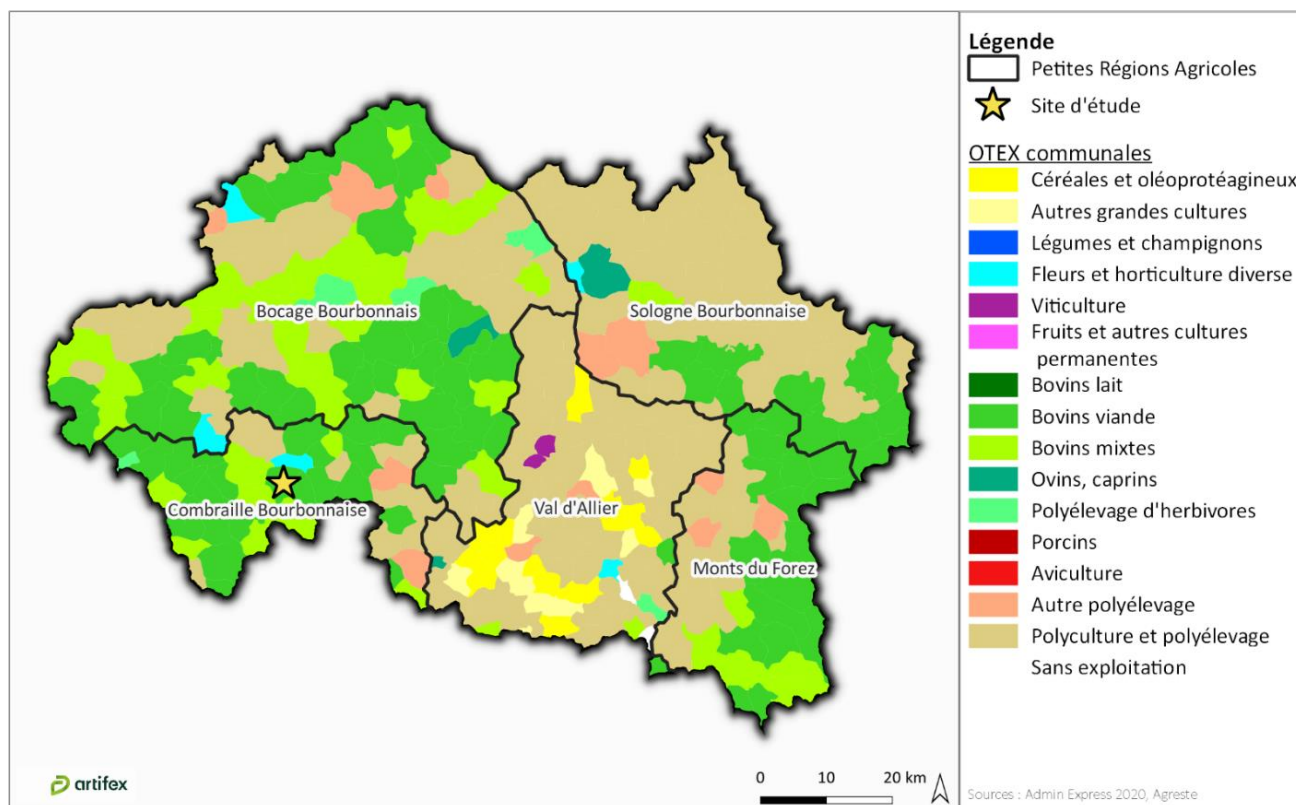 Légende
Petites Régions Agricoles
Site d'étude
OTEX communales
Céréales et oléoprotéagineux
Autres grandes cultures
Légumes et champignons
Fleurs et horticulture diverse
Viticulture
Fruits et autres cultures
permanentes
Bovins lait
Bovins viande
Bovins mixtes
Ovins, caprins
Polyélevage d'herbivores
Porcins
Aviculture
Autre polyélevage
Polyculture et polyélevage
Sans exploitation
Bocage Bourbonnais
Sologne Bourbonnaise
Combraille Bourbonnaise
Val d'Allier
Monts du Forez
artifex
0 10 20 km
Sources : Admin Express 2020, Agreste